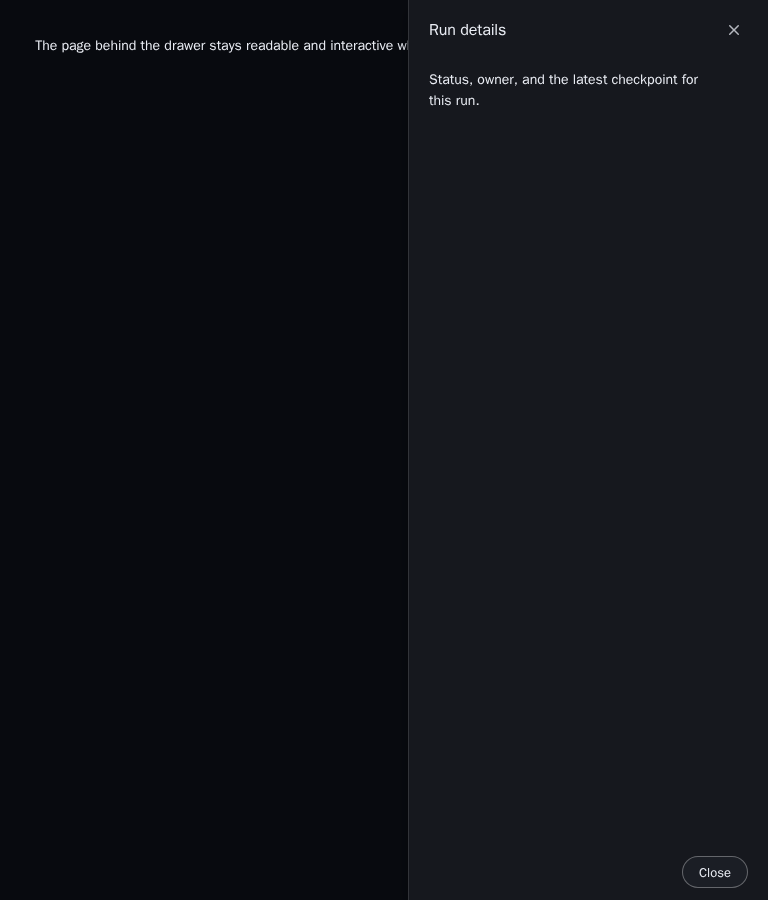 The page behind the drawer stays readable and interactive
Run details
Status, owner, and the latest checkpoint for
this run.
Close